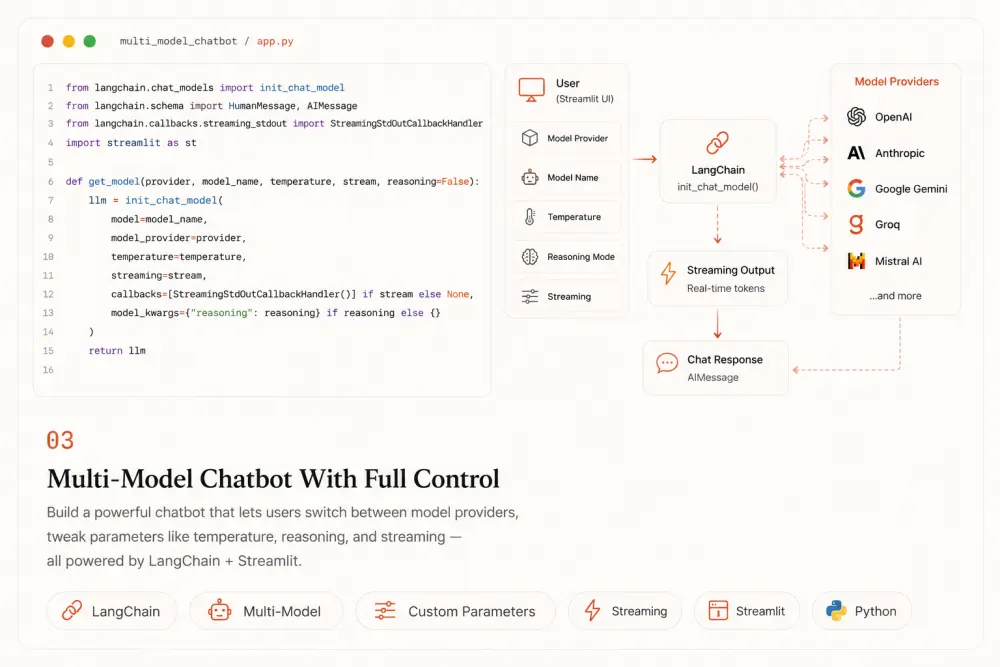 multi_model_chatbot / app.py
1 from langchain.chat_models import init_chat_model
2 from langchain.schema import HumanMessage, AIMessage
3 from langchain.callbacks.streaming_stdout import StreamingStdOutCallbackHandler
4 import streamlit as st
5
6 def get_model(provider, model_name, temperature, stream, reasoning=False):
7 llm = init_chat_model(
8 model=model_name,
9 model_provider=provider,
10 temperature=temperature,
11 streaming=stream,
12 callbacks=[StreamingStdOutCallbackHandler()] if stream else None,
13 model_kwargs={"reasoning": reasoning} if reasoning else {}
14 )
15 return llm
16
User
(Streamlit UI)
Model Provider
Model Name
Temperature
Reasoning Mode
Streaming
LangChain
init_chat_model()
Streaming Output
Real-time tokens
Chat Response
AIMessage
Model Providers
OpenAI
Anthropic
Google Gemini
Groq
Mistral AI
...and more
03
Multi-Model Chatbot With Full Control
Build a powerful chatbot that lets users switch between model providers,
tweak parameters like temperature, reasoning, and streaming —
all powered by LangChain + Streamlit.
LangChain
Multi-Model
Custom Parameters
Streaming
Streamlit
Python